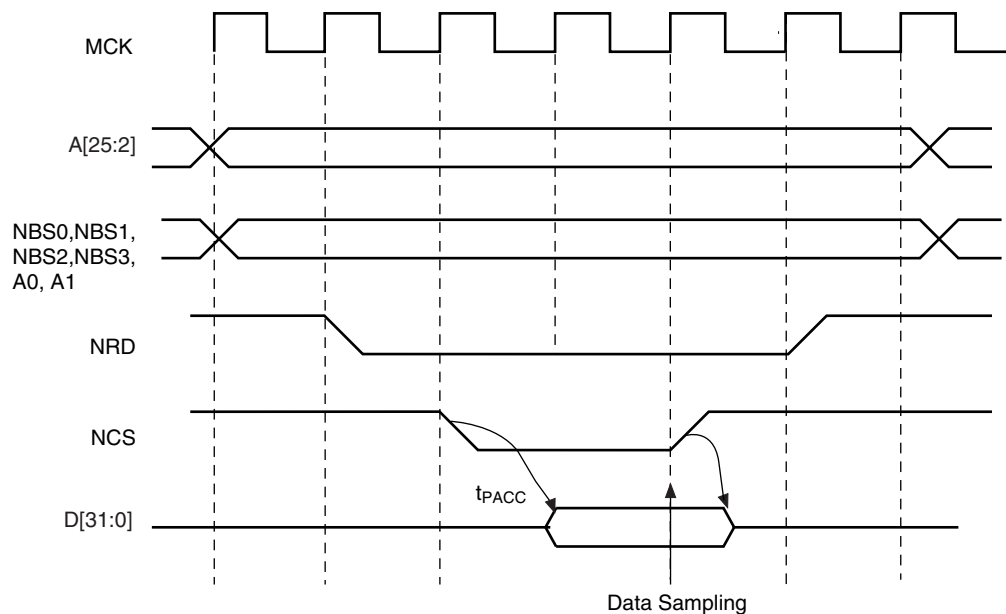 MCK
A[25:2]
NBS0,NBS1,
NBS2,NBS3,
A0, A1
NRD
NCS
tPACC
D[31:0]
Data Sampling